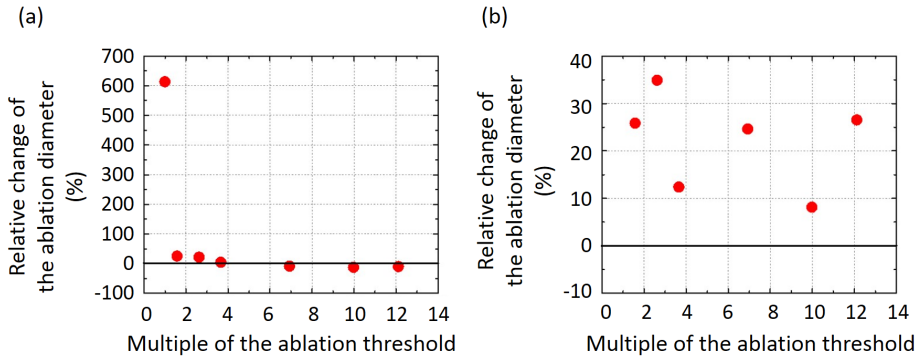 (a)
Relative change of
the ablation diameter
(%)
700
600
500
400
300
200
100
0
-100
0 2 4 6 8 10 12 14
Multiple of the ablation threshold
(b)
Relative change of
the ablation diameter
(%)
40
30
20
10
0
-10
0 2 4 6 8 10 12 14
Multiple of the ablation threshold